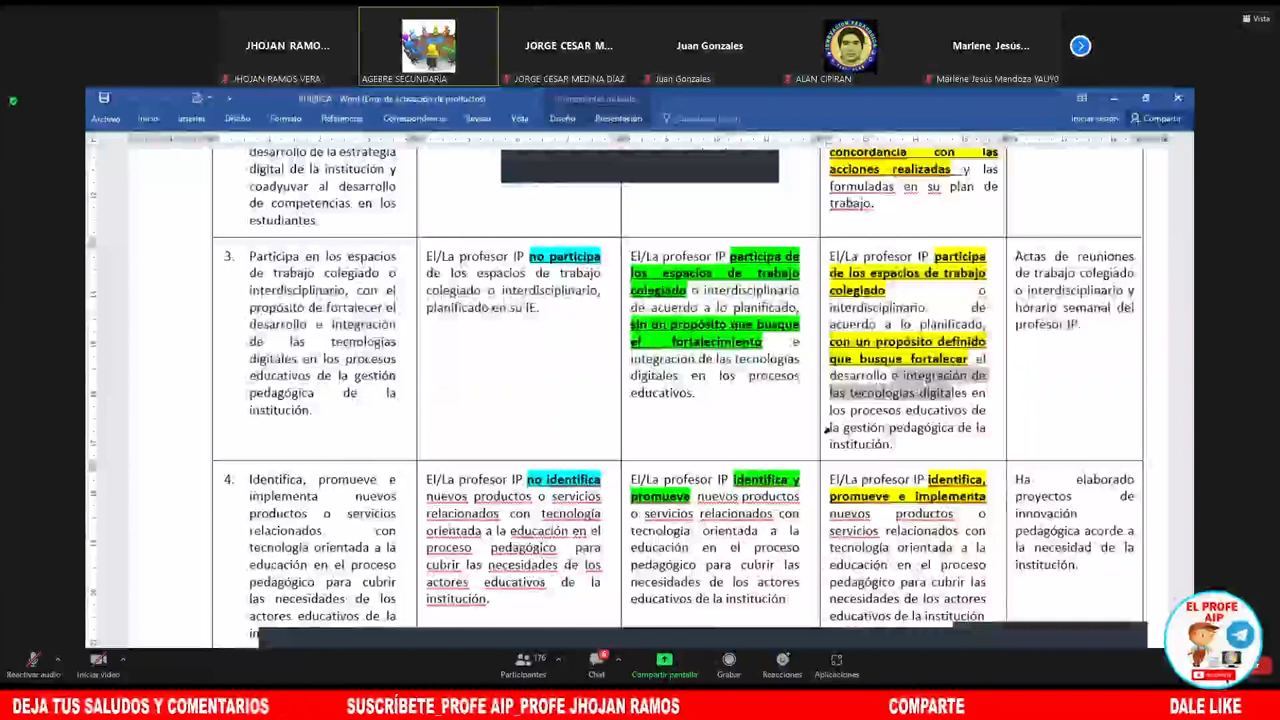 Vista
JHOJAN RAMO...
JORGE CESAR M...
Juan Gonzales
Marlene Jesús...
JHOJAN RAMOS VERA
AGEBRE SECUNDARIA
JORGE CESAR MEDINA DÍAZ
Juan Gonzales
ALAN CIPIRAN
Marlene Jesús Mendoza YAUYO
Word (Error de activación de productos)
Archivo
Inicio
Insertar
Diseño
Formato
Referencias
Correspondencia
Revisar
Vista
Diseño
Presentación
Iniciar sesión
Compartir
desarrollo de la estrategia
digital de la institución y
coadyuvar al desarrollo
de competencias en los
estudiantes
concordancia con las
acciones realizadas y las
formuladas en su plan de
trabajo.
3. Participa en los espacios
de trabajo colegiado o
interdisciplinario, con el
propósito de fortalecer el
desarrollo e integración
de las tecnologías
digitales en los procesos
educativos de la gestión
pedagógica de la
institución.
El/La profesor IP no participa
de los espacios de trabajo
colegiado o interdisciplinario,
planificado en su IE.
El/La profesor IP participa de
los espacios de trabajo
colegiado o interdisciplinario
de acuerdo a lo planificado,
sin un propósito que busque
el fortalecimiento e
integración de las tecnologías
digitales en los procesos
educativos.
El/La profesor IP participa
de los espacios de trabajo
colegiado o
interdisciplinario de
acuerdo a lo planificado,
con un propósito definido
que busque fortalecer el
desarrollo e integración de
las tecnologías digitales en
los procesos educativos de
la gestión pedagógica de la
institución.
Actas de reuniones
de trabajo colegiado
o interdisciplinario y
horario semanal del
profesor IP.
4. Identifica, promueve e
implementa nuevos
productos o servicios
relacionados con
tecnología orientada a la
educación en el proceso
pedagógico para cubrir
las necesidades de los
actores educativos de la
El/La profesor IP no identifica
nuevos productos o servicios
relacionados con tecnología
orientada a la educación en el
proceso pedagógico para
cubrir las necesidades de los
actores educativos de la
institución.
El/La profesor IP identifica y
promueve nuevos productos
o servicios relacionados con
tecnología orientada a la
educación en el proceso
pedagógico para cubrir las
necesidades de los actores
educativos de la institución
El/La profesor IP identifica,
promueve e implementa
nuevos productos o
servicios relacionados con
tecnología orientada a la
educación en el proceso
pedagógico para cubrir las
necesidades de los actores
educativos de la institución
Ha elaborado
proyectos de
innovación
pedagógica acorde a
la necesidad de la
institución.
EL PROFE
AIP
Reactivar audio
Iniciar video
176
Participantes
6
Chat
Compartir pantalla
Grabar
Reacciones
Aplicaciones
DEJA TUS SALUDOS Y COMENTARIOS
SUSCRÍBETE_PROFE AIP_PROFE JHOJAN RAMOS
COMPARTE
DALE LIKE